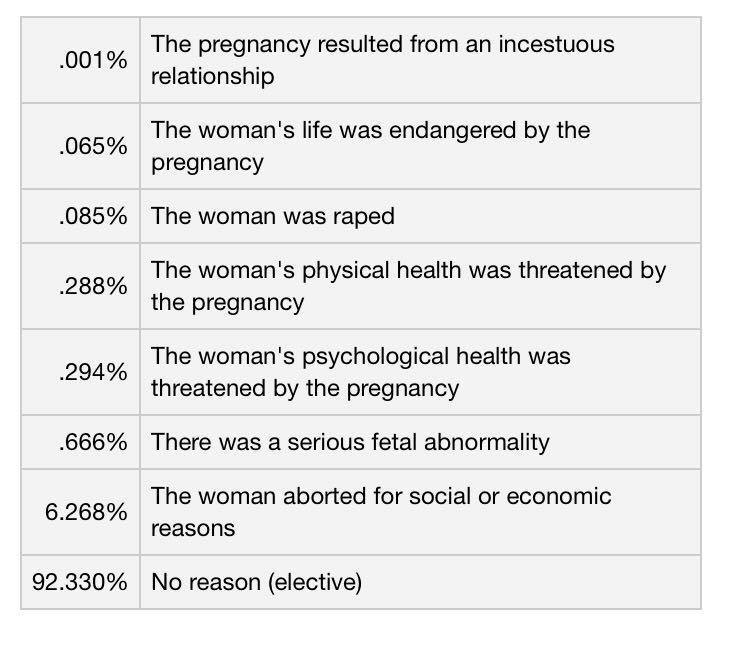 .001% The pregnancy resulted from an incestuous
relationship
.065% The woman's life was endangered by the
pregnancy
.085% The woman was raped
.288% The woman's physical health was threatened by
the pregnancy
.294% The woman's psychological health was
threatened by the pregnancy
.666% There was a serious fetal abnormality
6.268% The woman aborted for social or economic
reasons
92.330% No reason (elective)